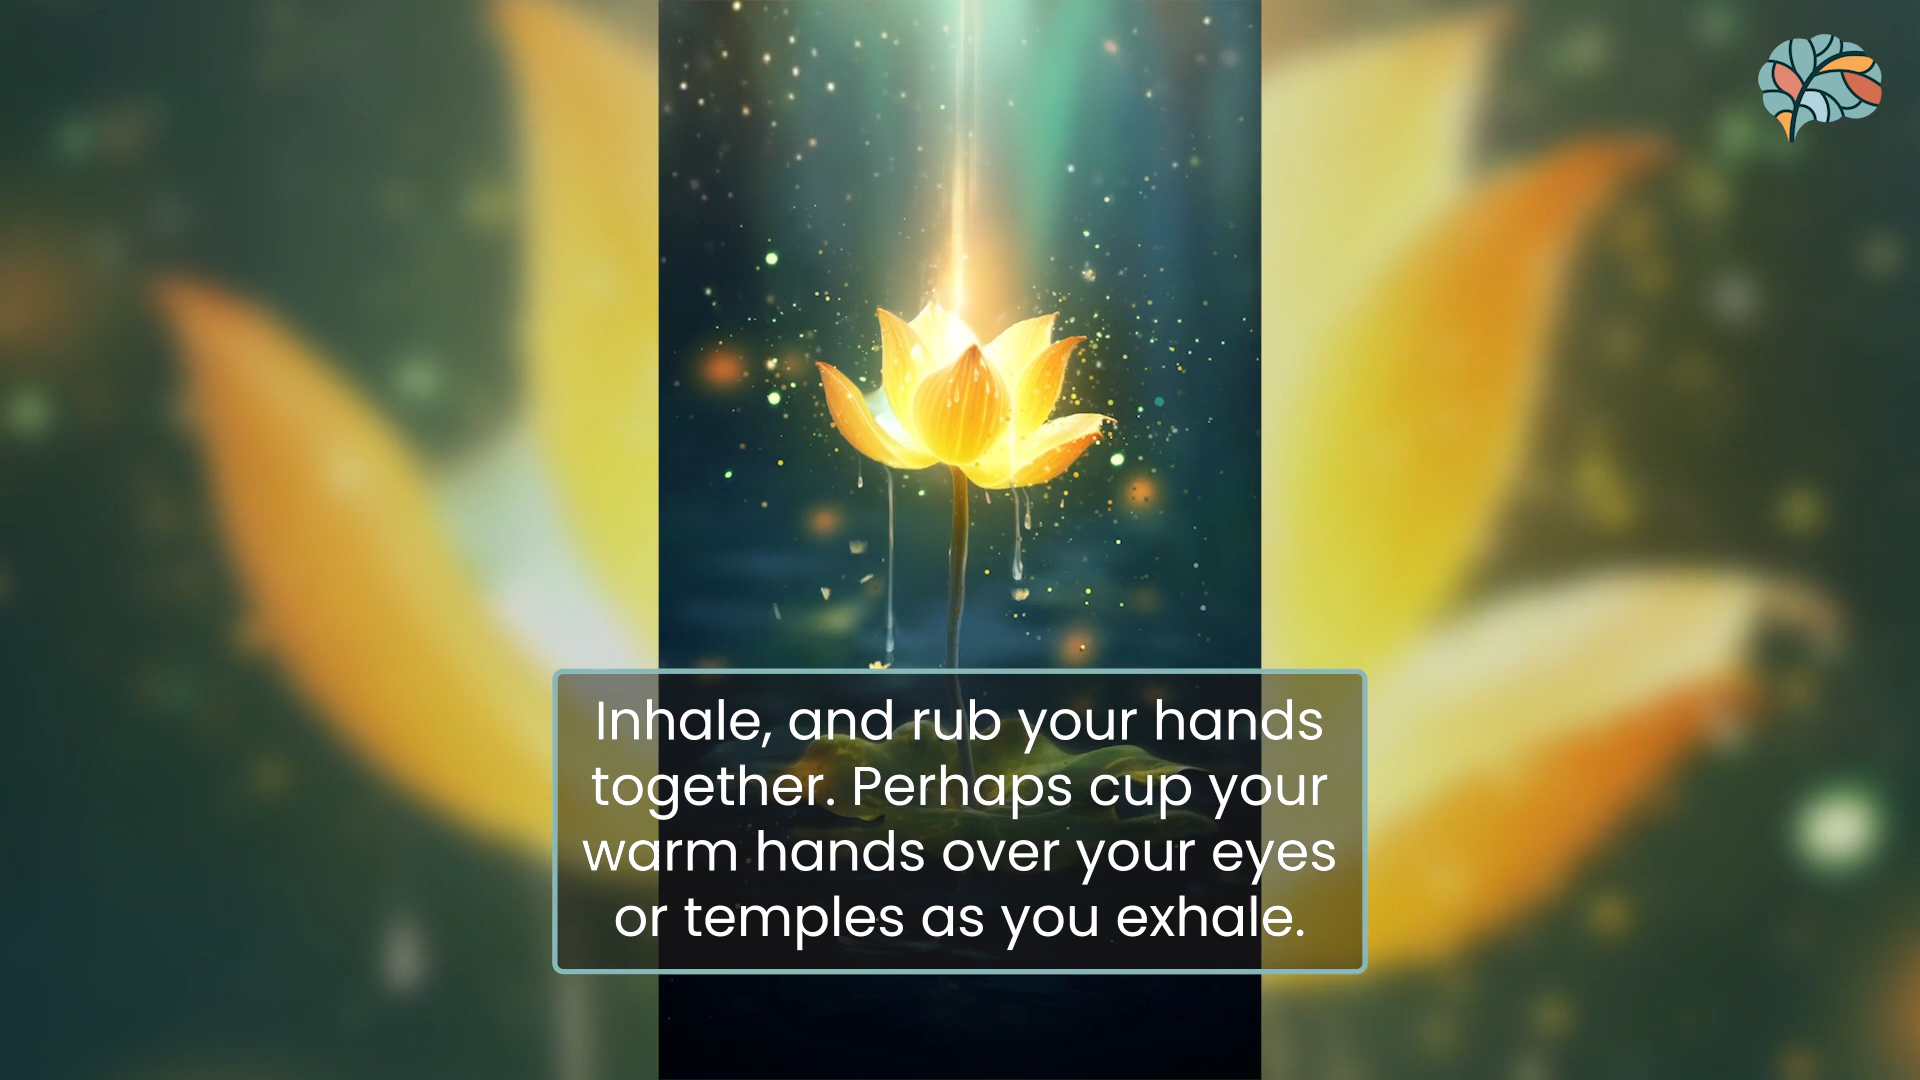 Inhale, and rub your hands
together. Perhaps cup your
warm hands over your eyes
or temples as you exhale.